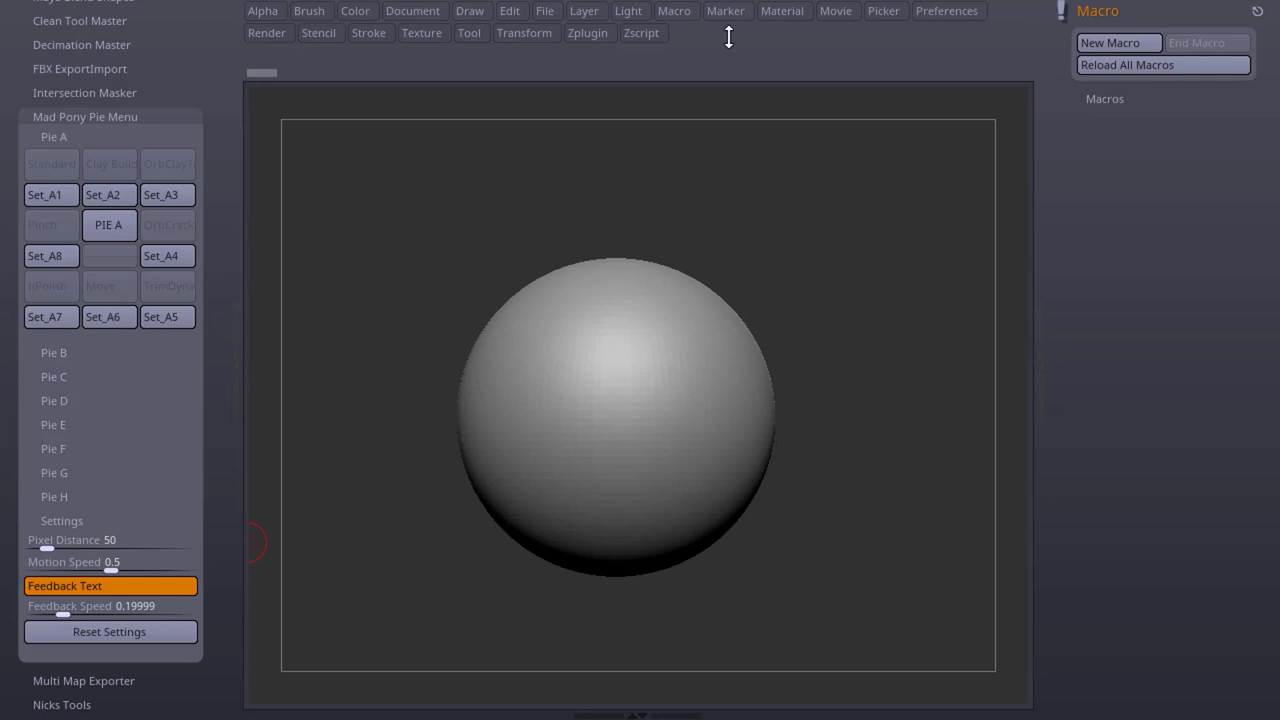 Clean Tool Master
Decimation Master
FBX ExportImport
Intersection Masker
Mad Pony Pie Menu
Pie A
Standard Clay Build
Set_A1 Set_A2 Set_A3
Pinch PIE A
Set_A8 Set_A4
Move TrimDyna
Set_A7 Set_A6 Set_A5
Pie B
Pie C
Pie D
Pie E
Pie F
Pie G
Pie H
Settings
Pixel Distance 50
Motion Speed 0.5
Feedback Text
Feedback Speed 0.19999
Reset Settings
Multi Map Exporter
Nicks Tools
Alpha Brush Color Document Draw Edit File Layer Light Macro Marker Material Movie Picker Preferences
Render Stencil Stroke Texture Tool Transform Zplugin Zscript
Macro
New Macro End Macro
Reload All Macros
Macros